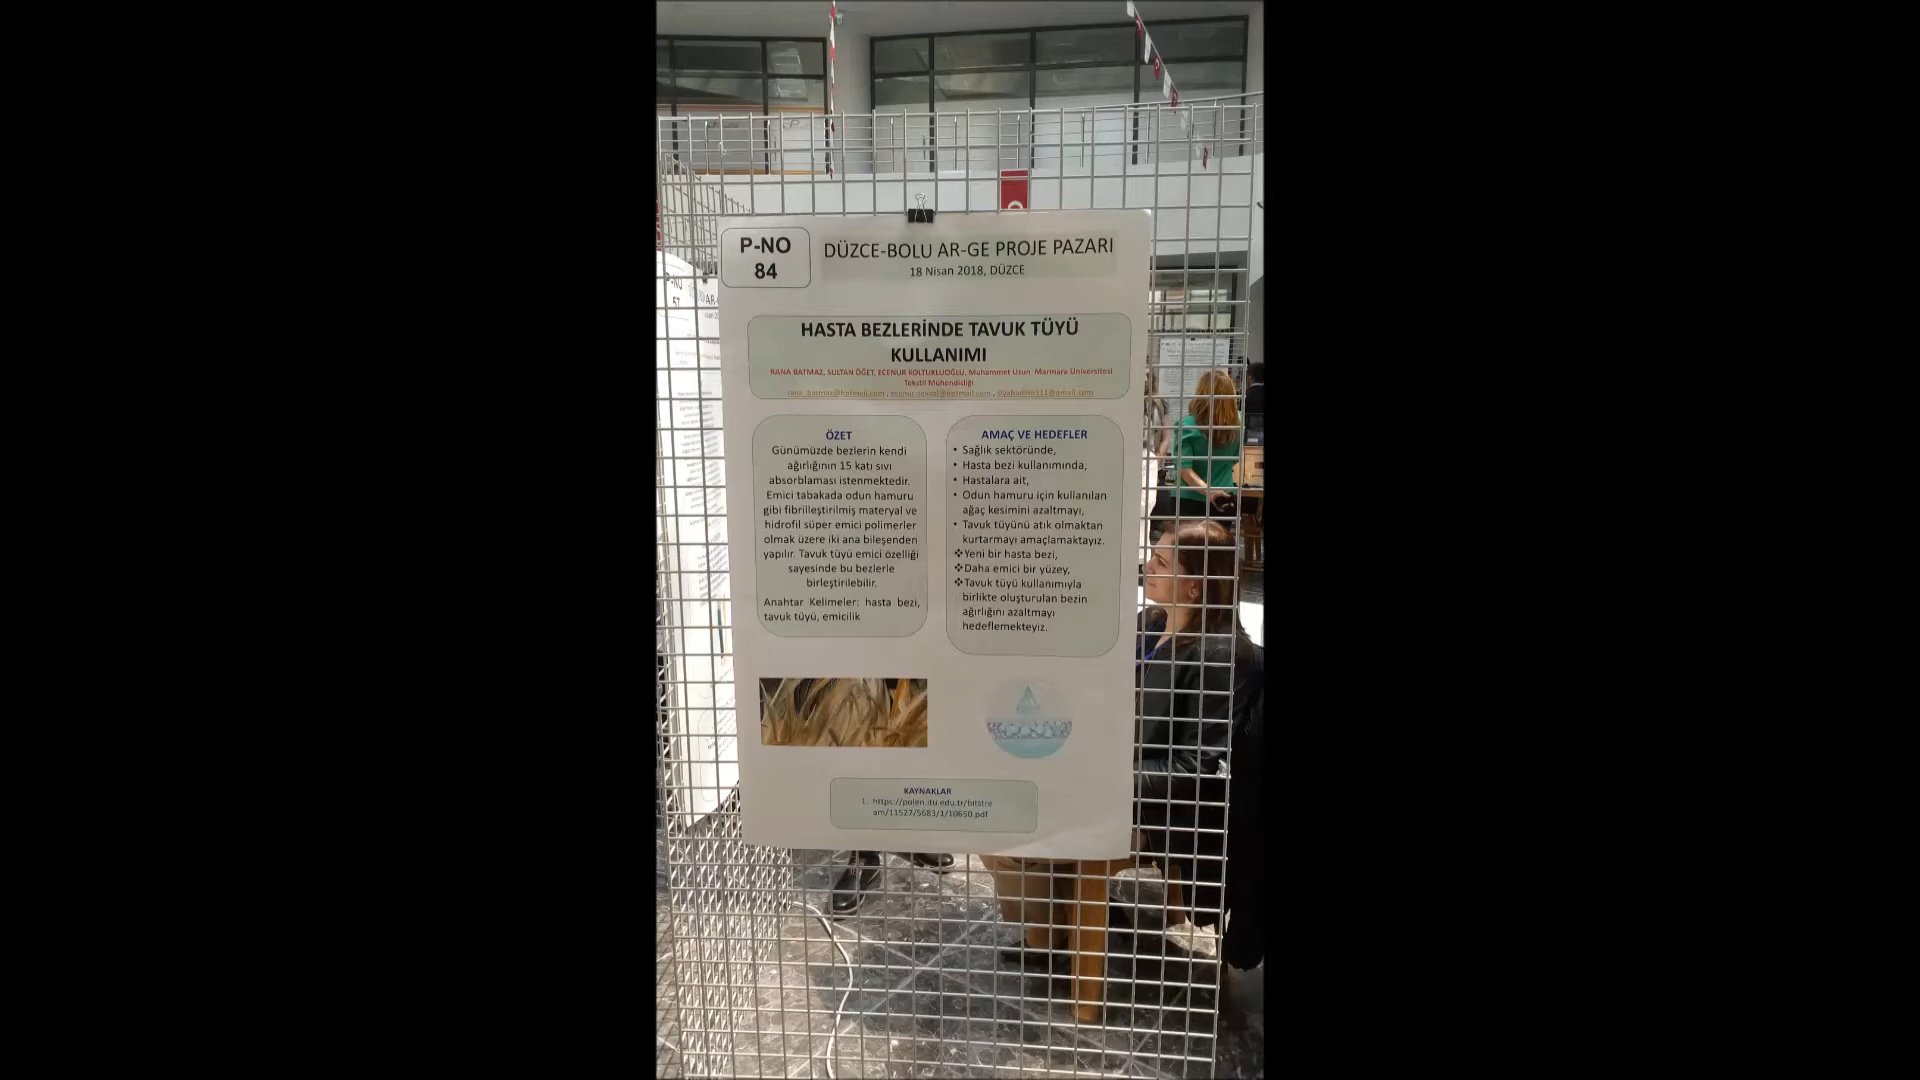 P-NO
84
DÜZCE-BOLU AR-GE PROJE PAZARI
18 Nisan 2018, DÜZCE
HASTA BEZLERİNDE TAVUK TÜYÜ
KULLANIMI
RANA BATMAZ, SULTAN ÖĞET, ECENUR KOLTUKLUOĞLU, Muhammet Uzun Marmara Üniversitesi
Tekstil Mühendisliği
ÖZET
Günümüzde bezlerin kendi
ağırlığının 15 katı sıvı
absorblaması istenmektedir.
Emici tabakada odun hamuru
gibi fibrilleştirilmiş materyal ve
hidrofil süper emici polimerler
olmak üzere iki ana bileşenden
yapılır. Tavuk tüyü emici özelliği
sayesinde bu bezlerle
birleştirilebilir.
Anahtar Kelimeler: hasta bezi,
tavuk tüyü, emicilik
AMAÇ VE HEDEFLER
• Sağlık sektöründe,
• Hasta bezi kullanımında,
• Hastalara ait,
• Odun hamuru için kullanılan
ağaç kesimini azaltmayı,
• Tavuk tüyünü atık olmaktan
kurtarmayı amaçlamaktayız.
❖Yeni bir hasta bezi,
❖Daha emici bir yüzey,
❖Tavuk tüyü kullanımıyla
birlikte oluşturulan bezin
ağırlığını azaltmayı
hedeflemekteyiz.
KAYNAKLAR
1. https://polen.itu.edu.tr/bitstre
am/11527/5683/1/10650.pdf